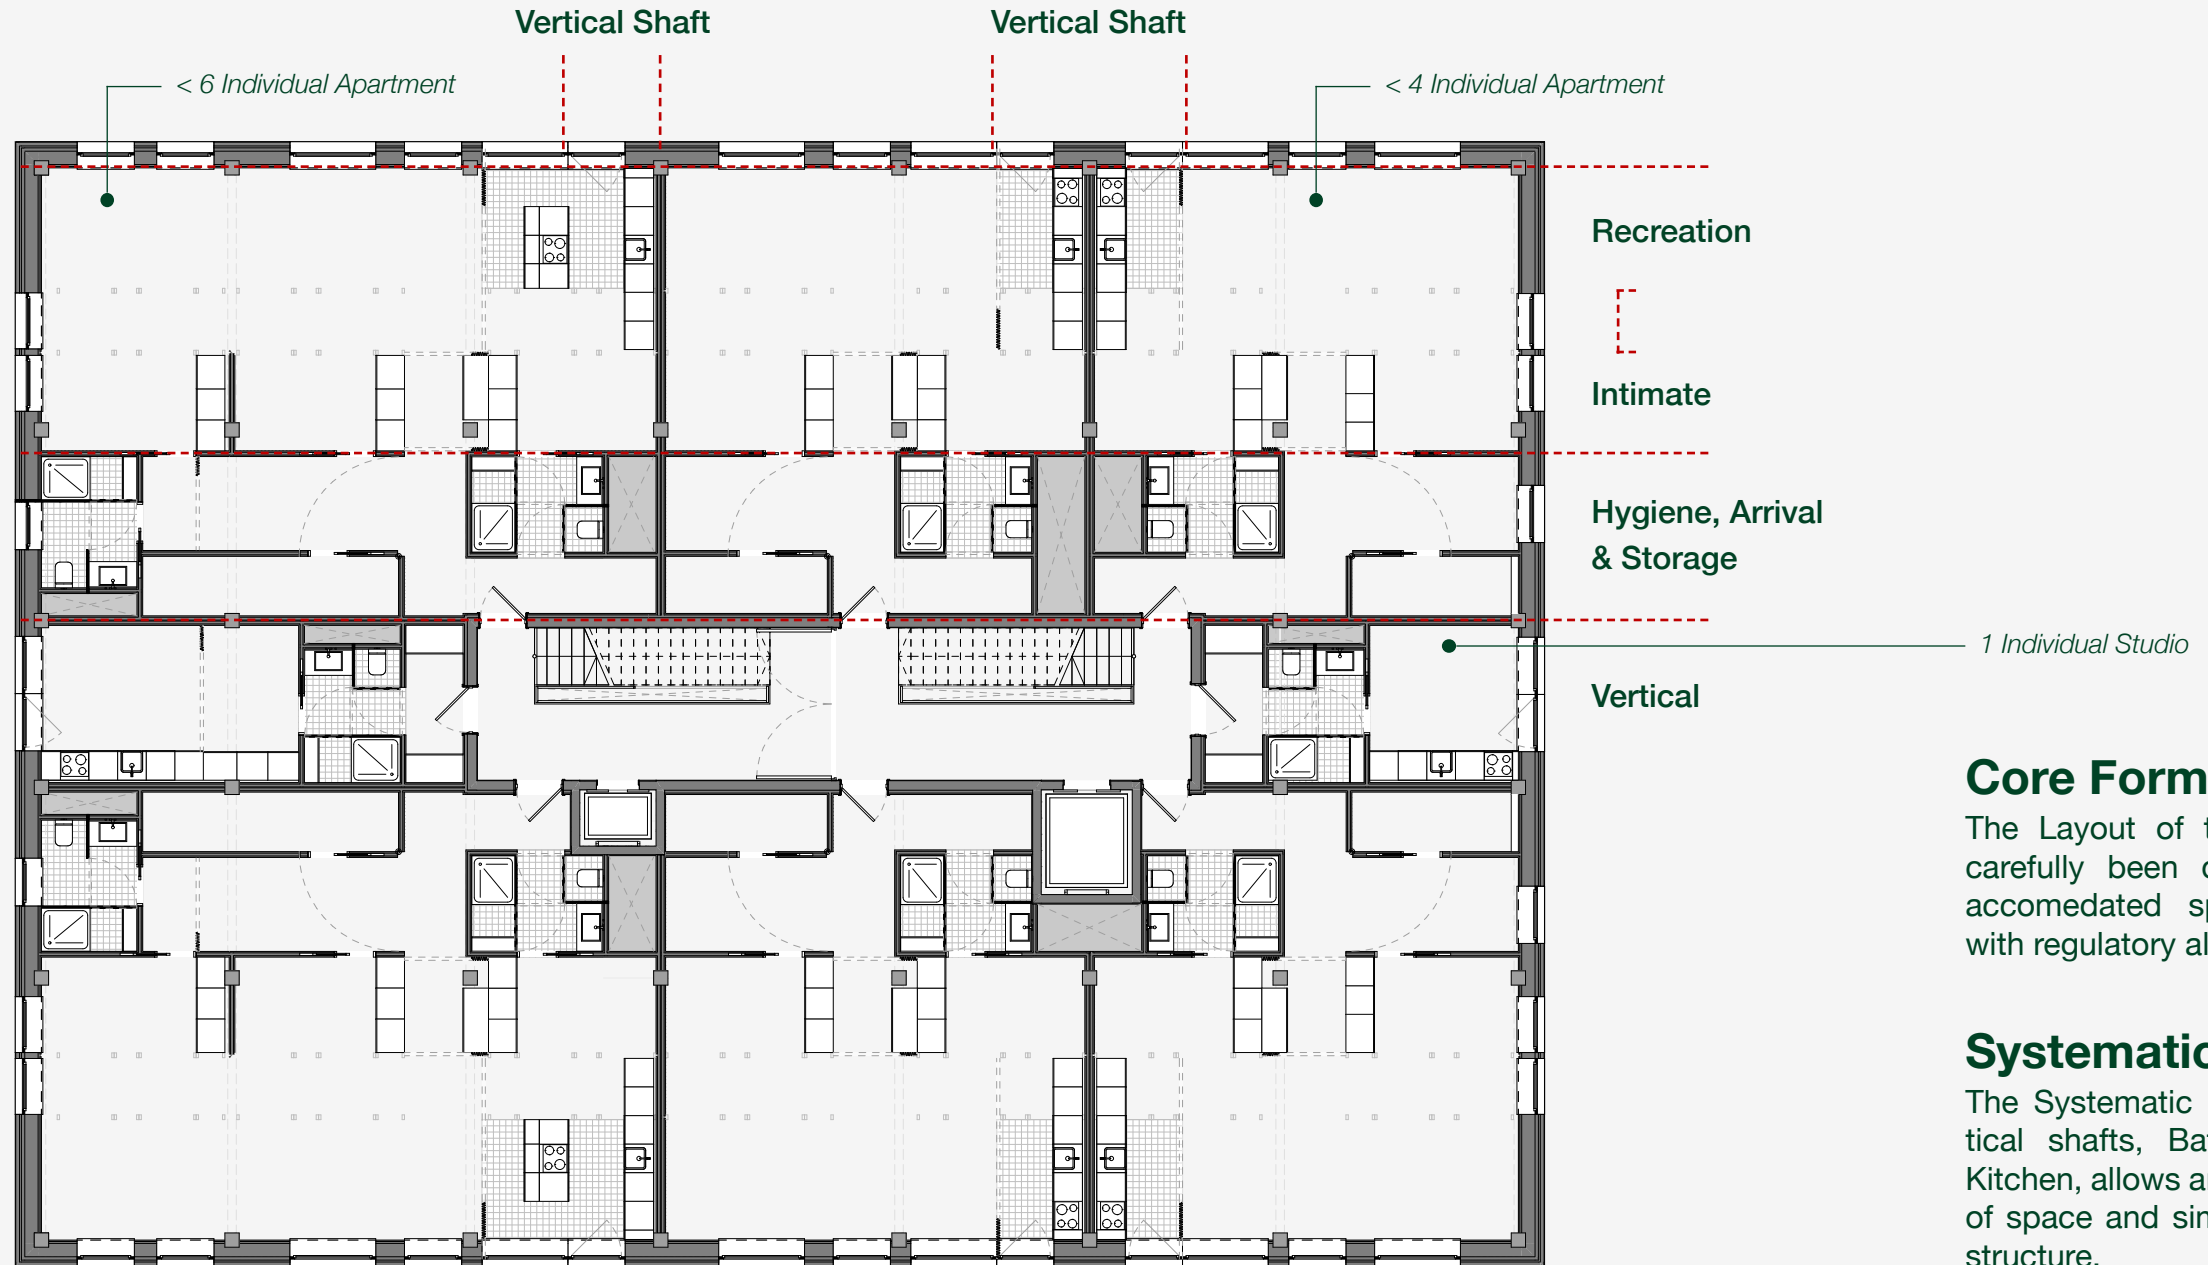 Vertical Shaft
Vertical Shaft
< 6 Individual Apartment
< 4 Individual Apartment
Recreation
Intimate
Hygiene, Arrival
& Storage
1 Individual Studio
Vertical
Core Form
The Layout of
carefully been
accomedated
with regulatory
Systematic
The Systematic
tical shafts,
Kitchen, allows
of space and
structure.